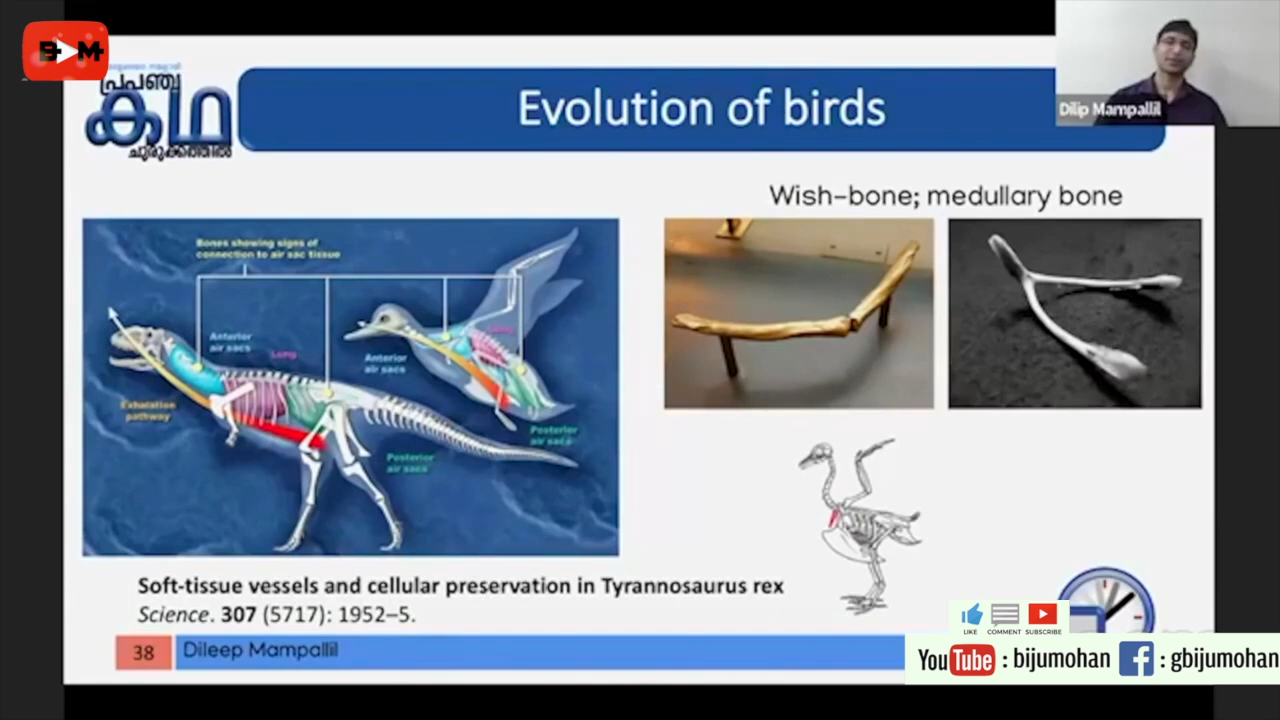 BM
പ്രപഞ്ച
കഥ
ചുരുക്കത്തിൽ
Evolution of birds
Dilip Mampallil
Wish-bone; medullary bone
Bones showing signs of
connection to air sac tissue
Anterior
air sacs
Lung
Exhalation
pathway
Anterior
air sacs
Lung
Posterior
air sacs
Posterior
air sacs
Soft-tissue vessels and cellular preservation in Tyrannosaurus rex
Science. 307 (5717): 1952–5.
38
Dileep Mampallil
LIKE COMMENT SUBSCRIBE
YouTube : bijumohan f : gbijumohan